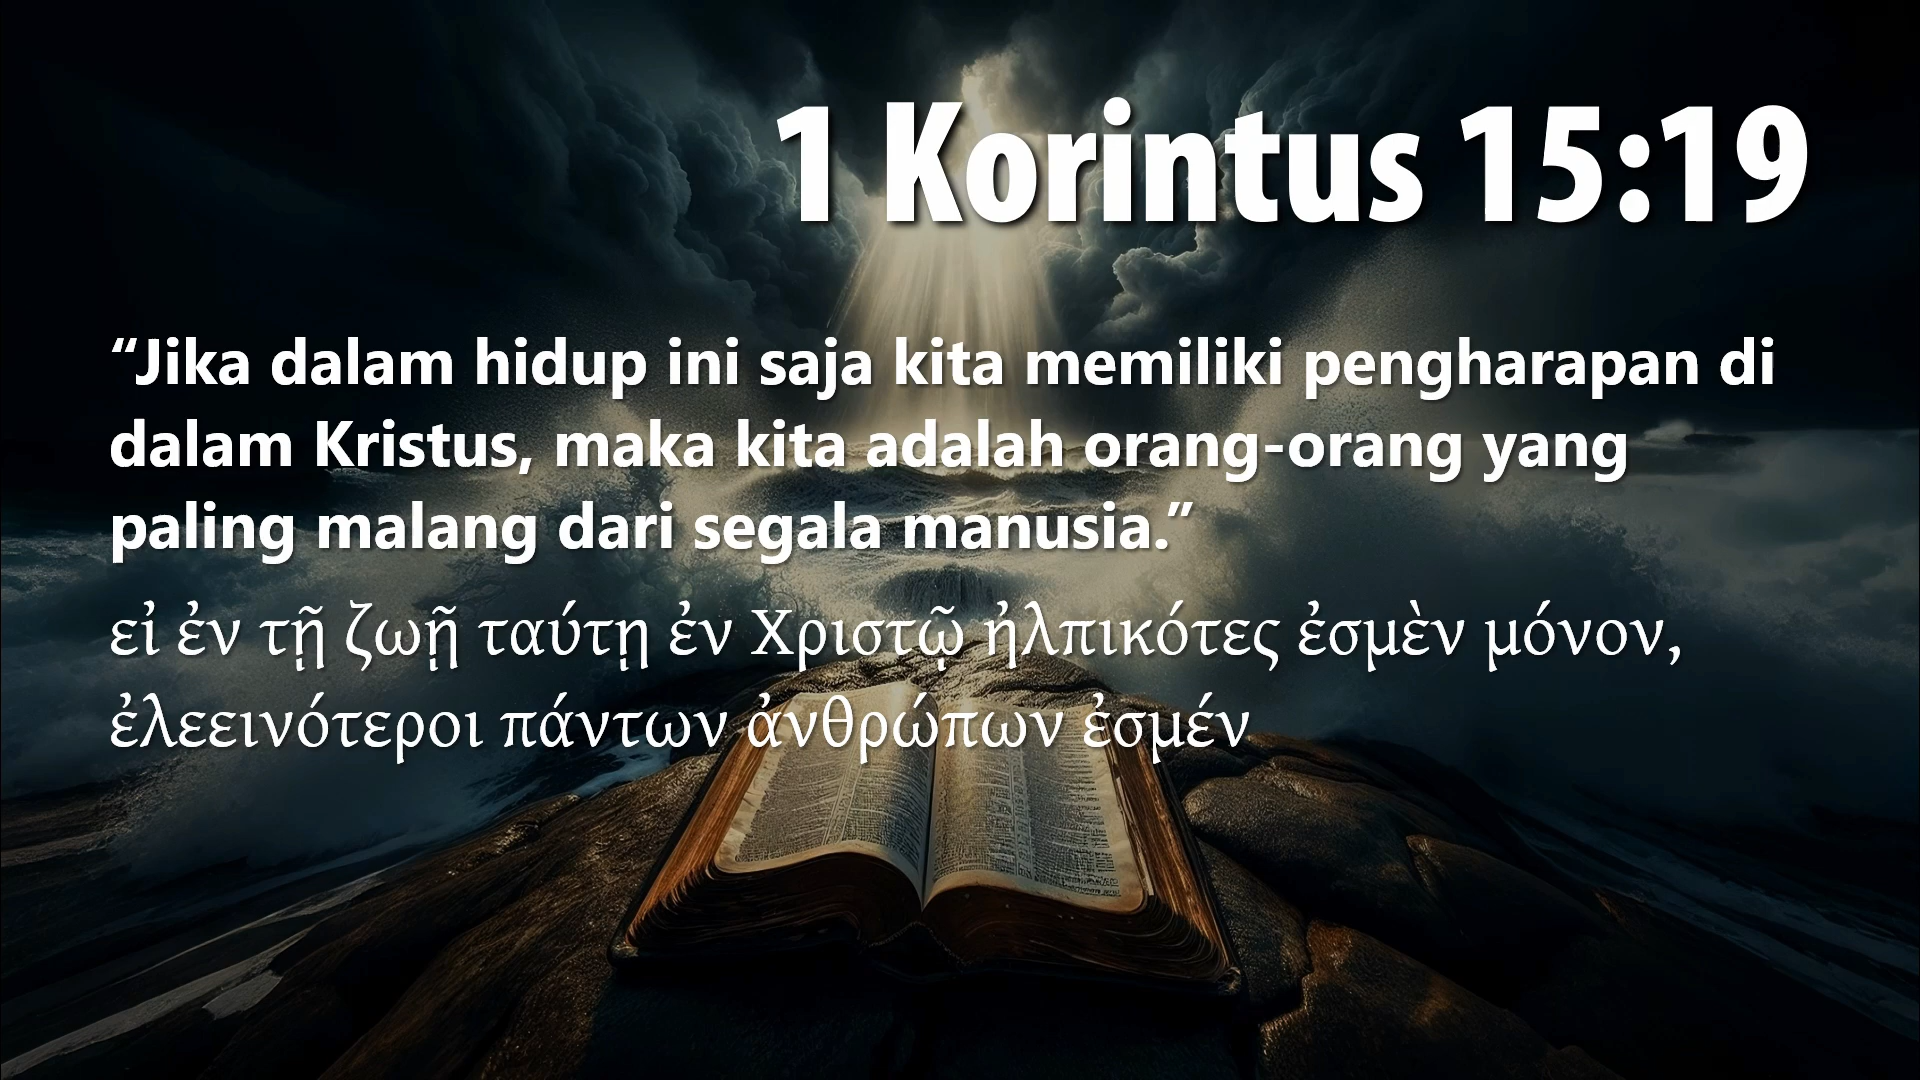 1 Korintus 15:19
“Jika dalam hidup ini saja kita memiliki pengharapan di
dalam Kristus, maka kita adalah orang-orang yang
paling malang dari segala manusia.”
εἰ ἐν τῇ ζωῇ ταύτῃ ἐν Χριστῷ ἠλπικότες ἐσμὲν μόνον,
ἐλεεινότεροι πάντων ἀνθρώπων ἐσμέν